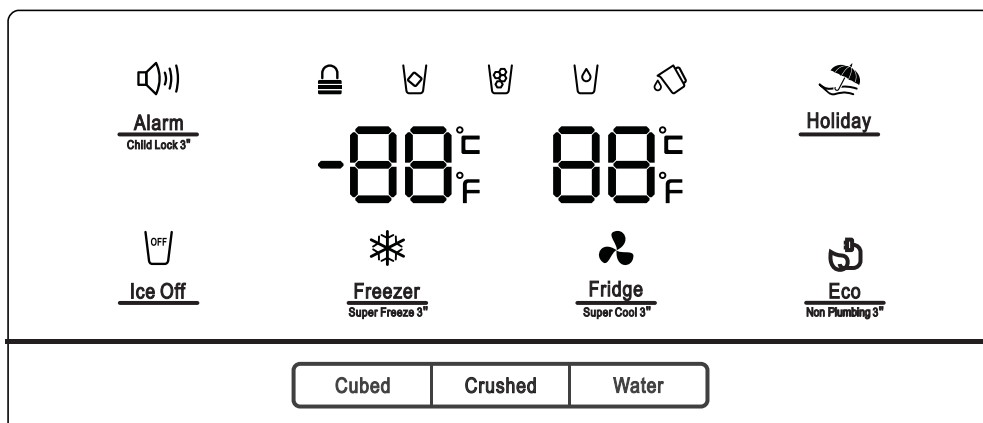 Alarm
Child Lock 3"
Holiday
-88 °C °F
88 °C °F
OFF
Ice Off
Freezer
Super Freeze 3"
Fridge
Super Cool 3"
Eco
Non Plumbing 3"
Cubed
Crushed
Water